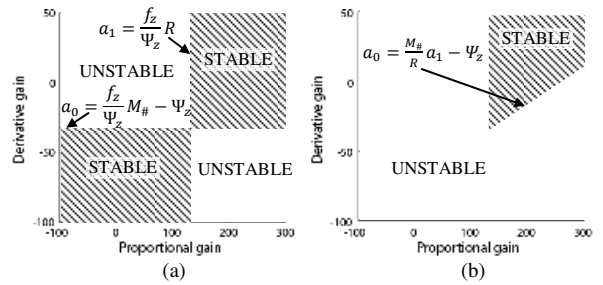 50
a₁ = f_z/Ψ_z R
STABLE
UNSTABLE
0
a₀ = f_z/Ψ_z M_# − Ψ_z
-50
STABLE
UNSTABLE
-100
-100 0 100 200 300
Derivative gain
Proportional gain
(a)
50
STABLE
a₀ = M_#/R a₁ − Ψ_z
0
-50
UNSTABLE
-100
-100 0 100 200 300
Derivative gain
Proportional gain
(b)